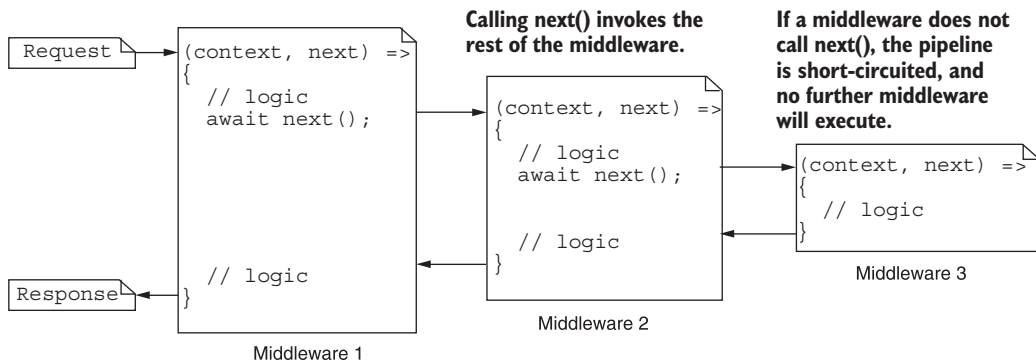 Request
(context, next) =>
{
// logic
await next();
// logic
}
Response
Middleware 1
Calling next() invokes the
rest of the middleware.
(context, next) =>
{
// logic
await next();
// logic
}
Middleware 2
If a middleware does not
call next(), the pipeline
is short-circuited, and
no further middleware
will execute.
(context, next) =>
{
// logic
}
Middleware 3